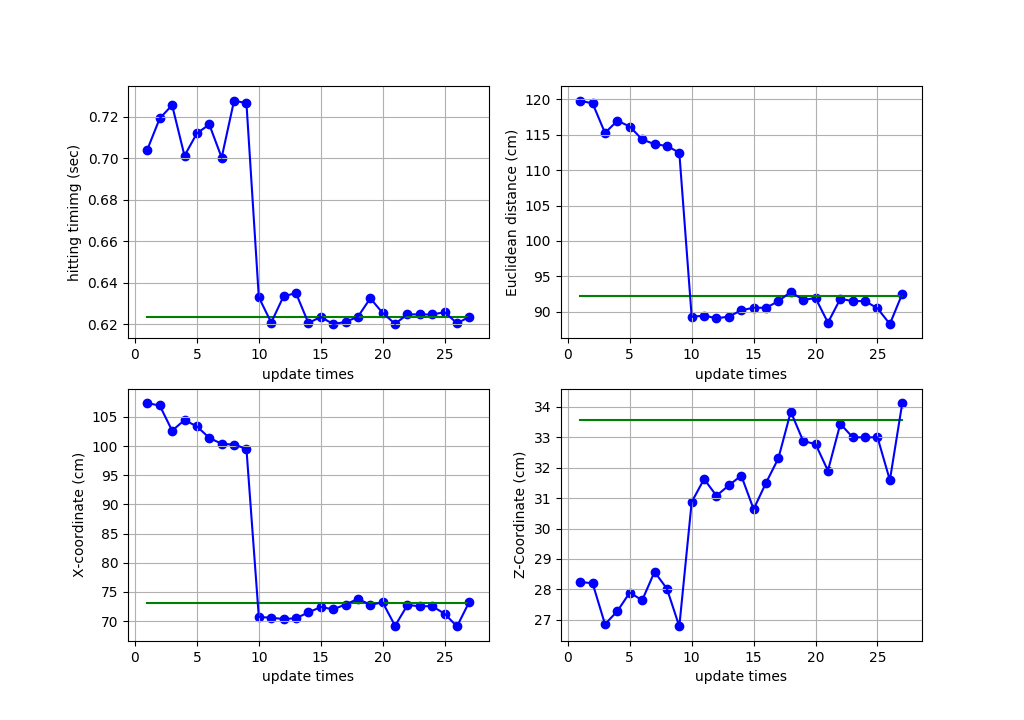 hitting timimg (sec)
0.72
0.70
0.68
0.66
0.64
0.62
0 5 10 15 20 25
update times
Euclidean distance (cm)
120
115
110
105
100
95
90
0 5 10 15 20 25
update times
X-coordinate (cm)
105
100
95
90
85
80
75
70
0 5 10 15 20 25
update times
Z-Coordinate (cm)
34
33
32
31
30
29
28
27
0 5 10 15 20 25
update times